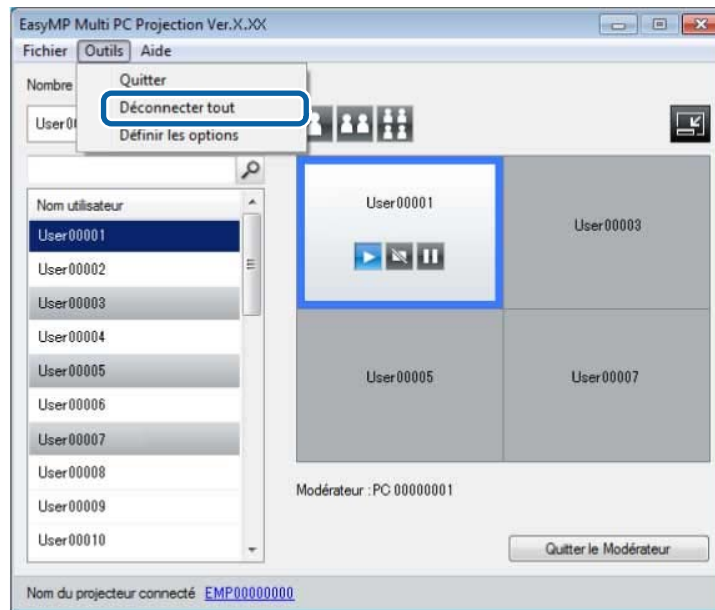 EasyMP Multi PC Projection Ver.X.XX
Fichier Outils Aide
Quitter
Déconnecter tout
Définir les options
Nombre
Nom utilisateur
User00001
User00002
User00003
User00004
User00005
User00006
User00007
User00008
User00009
User00010
User00001
User00003
User00005
User00007
Modérateur : PC 00000001
Quitter le Modérateur
Nom du projecteur connecté EMP00000000